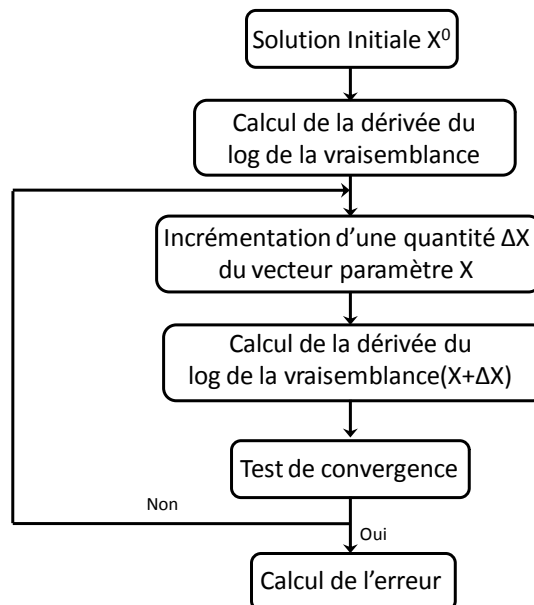 Solution Initiale X⁰
Calcul de la dérivée du
log de la vraisemblance
Incrémentation d'une quantité ΔX
du vecteur paramètre X
Calcul de la dérivée du
log de la vraisemblance(X+ΔX)
Test de convergence
Non
Oui
Calcul de l'erreur